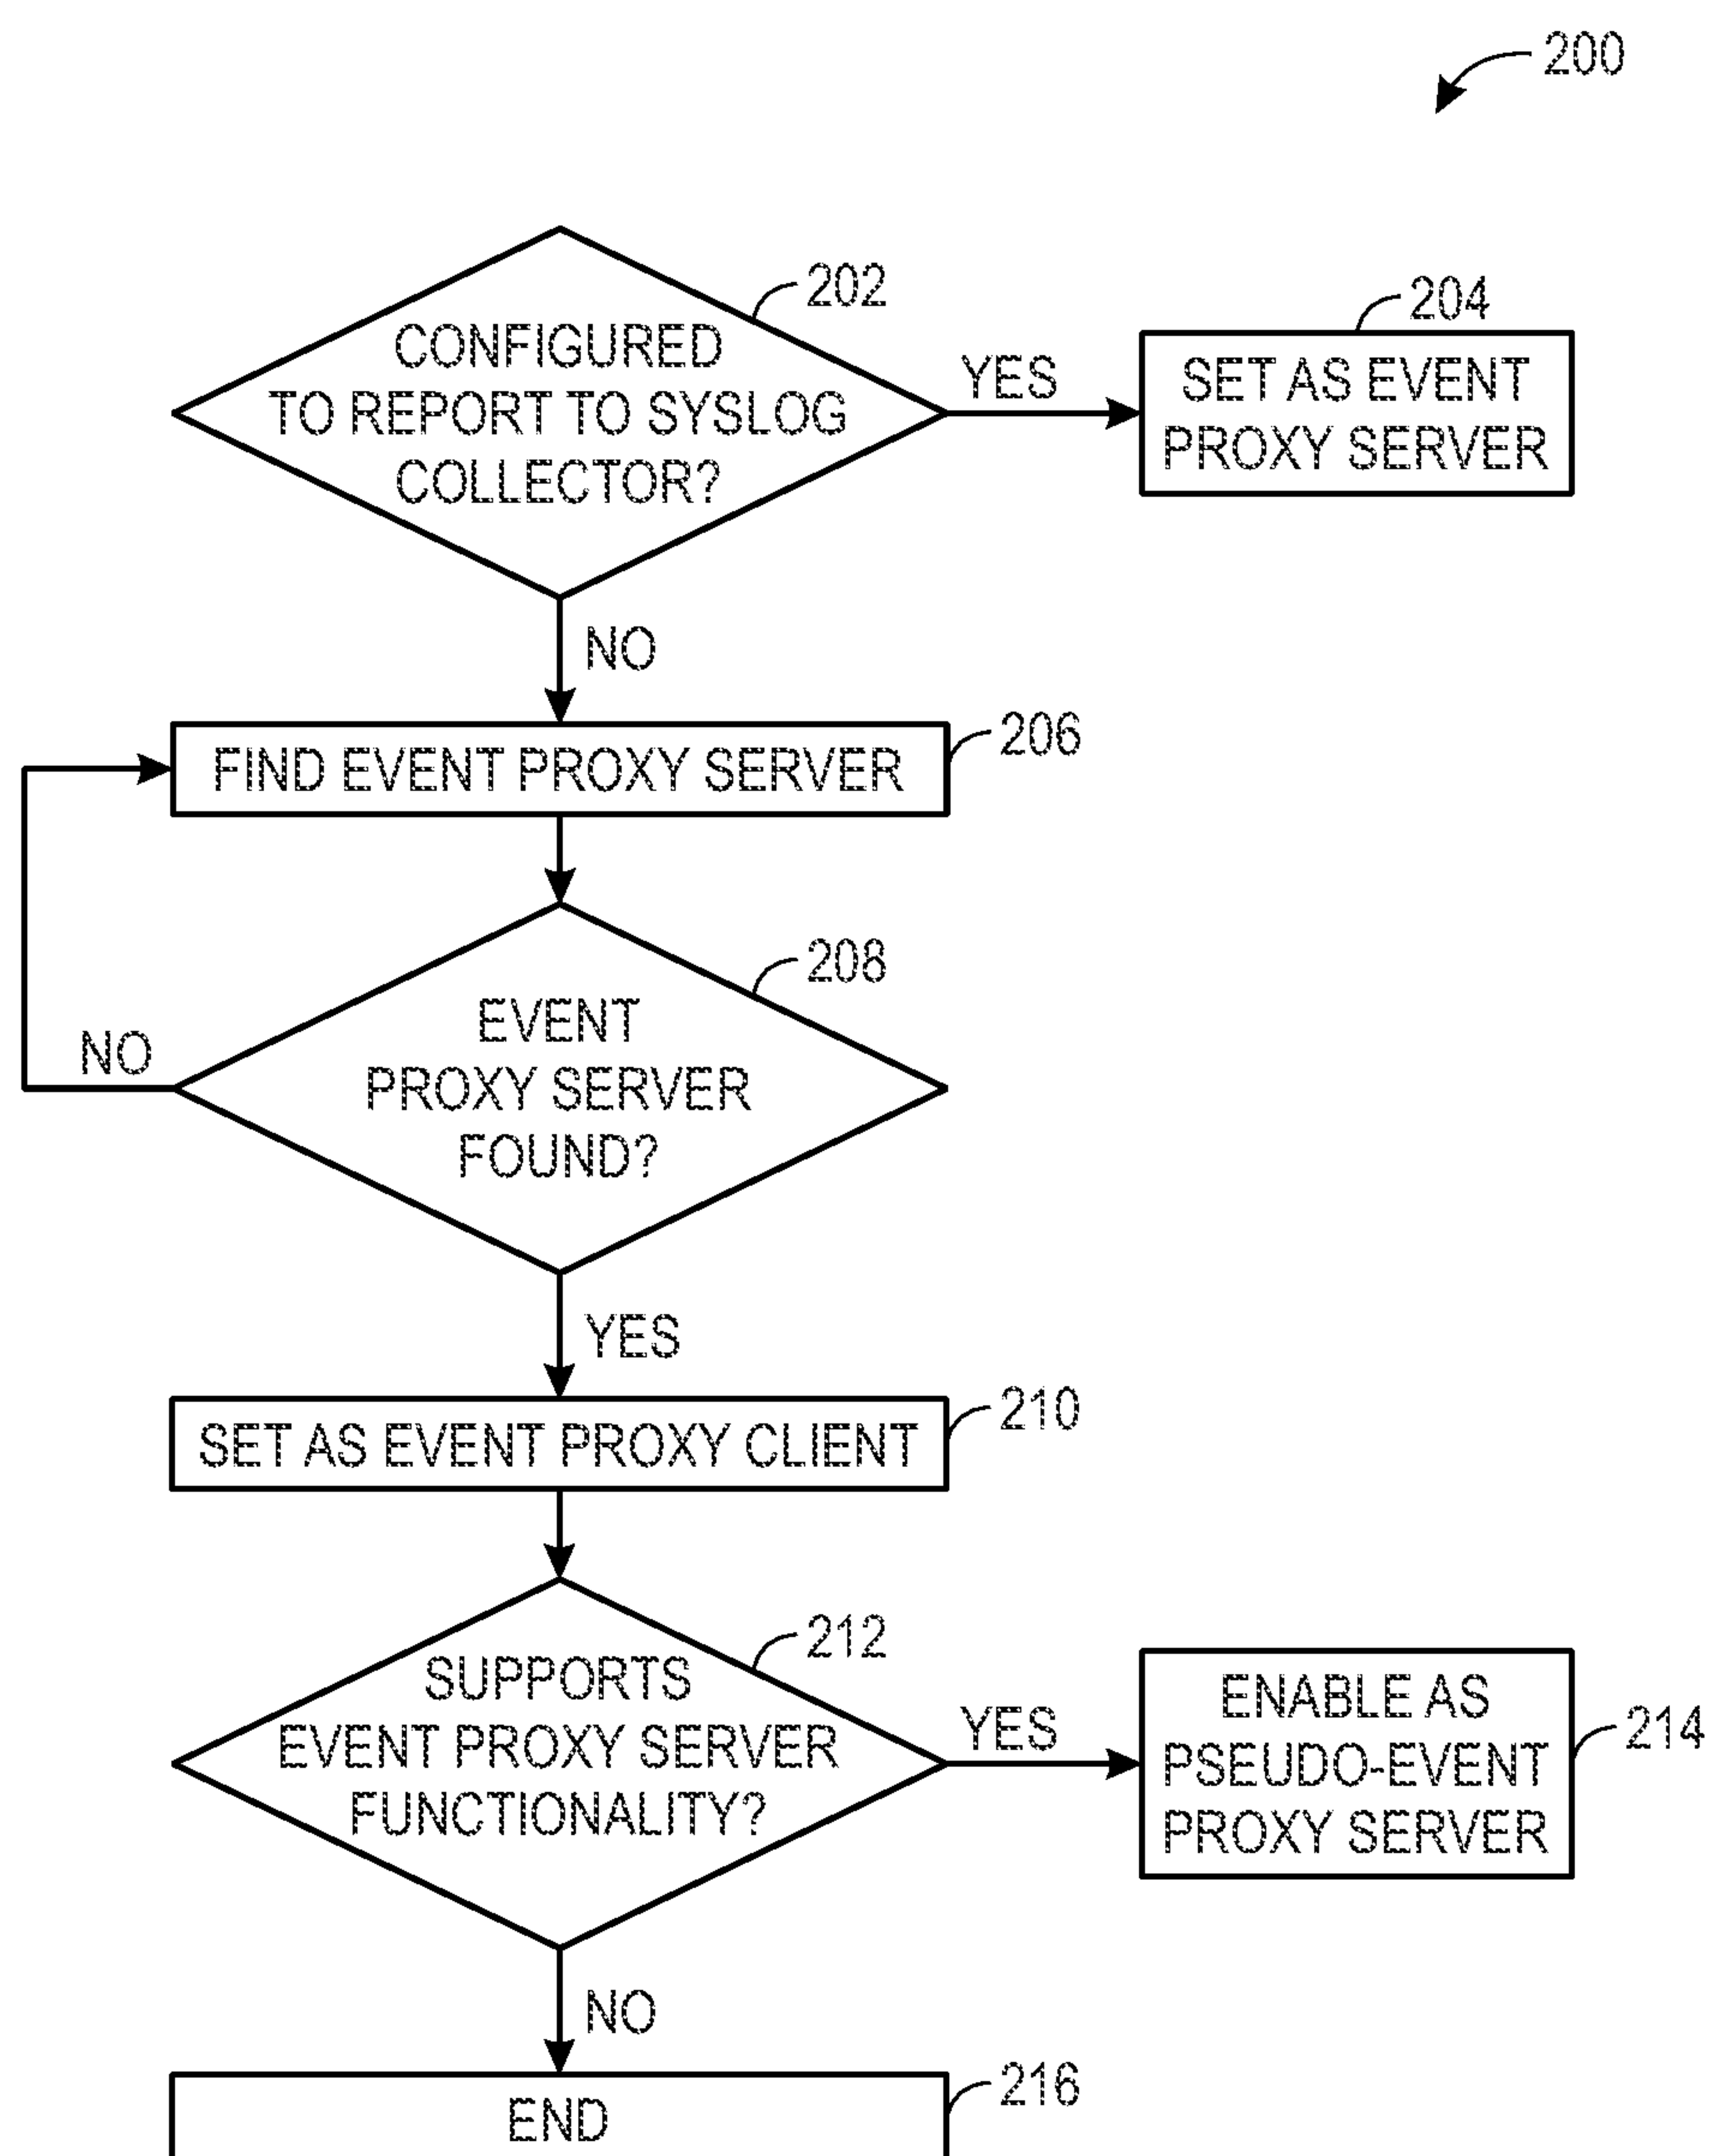 200
202
CONFIGURED
TO REPORT TO SYSLOG
COLLECTOR?
YES
204
SET AS EVENT
PROXY SERVER
NO
206
FIND EVENT PROXY SERVER
208
EVENT
PROXY SERVER
FOUND?
NO
YES
210
SET AS EVENT PROXY CLIENT
212
SUPPORTS
EVENT PROXY SERVER
FUNCTIONALITY?
YES
214
ENABLE AS
PSEUDO-EVENT
PROXY SERVER
NO
216
END